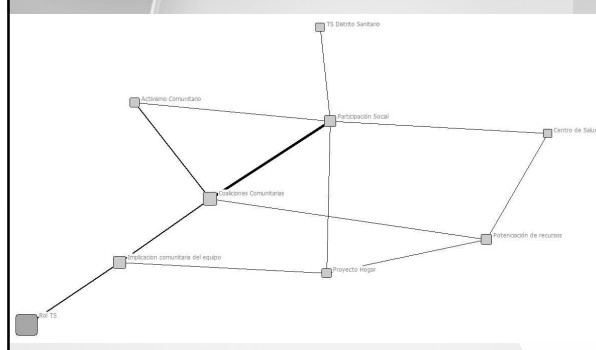 TS Distrito Sanitario
Activismo Comunitario
Participación Social
Centro de Salud
Coaliciones Comunitarias
Potenciación de recursos
Implicacion comunitaria del equipo
Proyecto Hogar
Rol TS